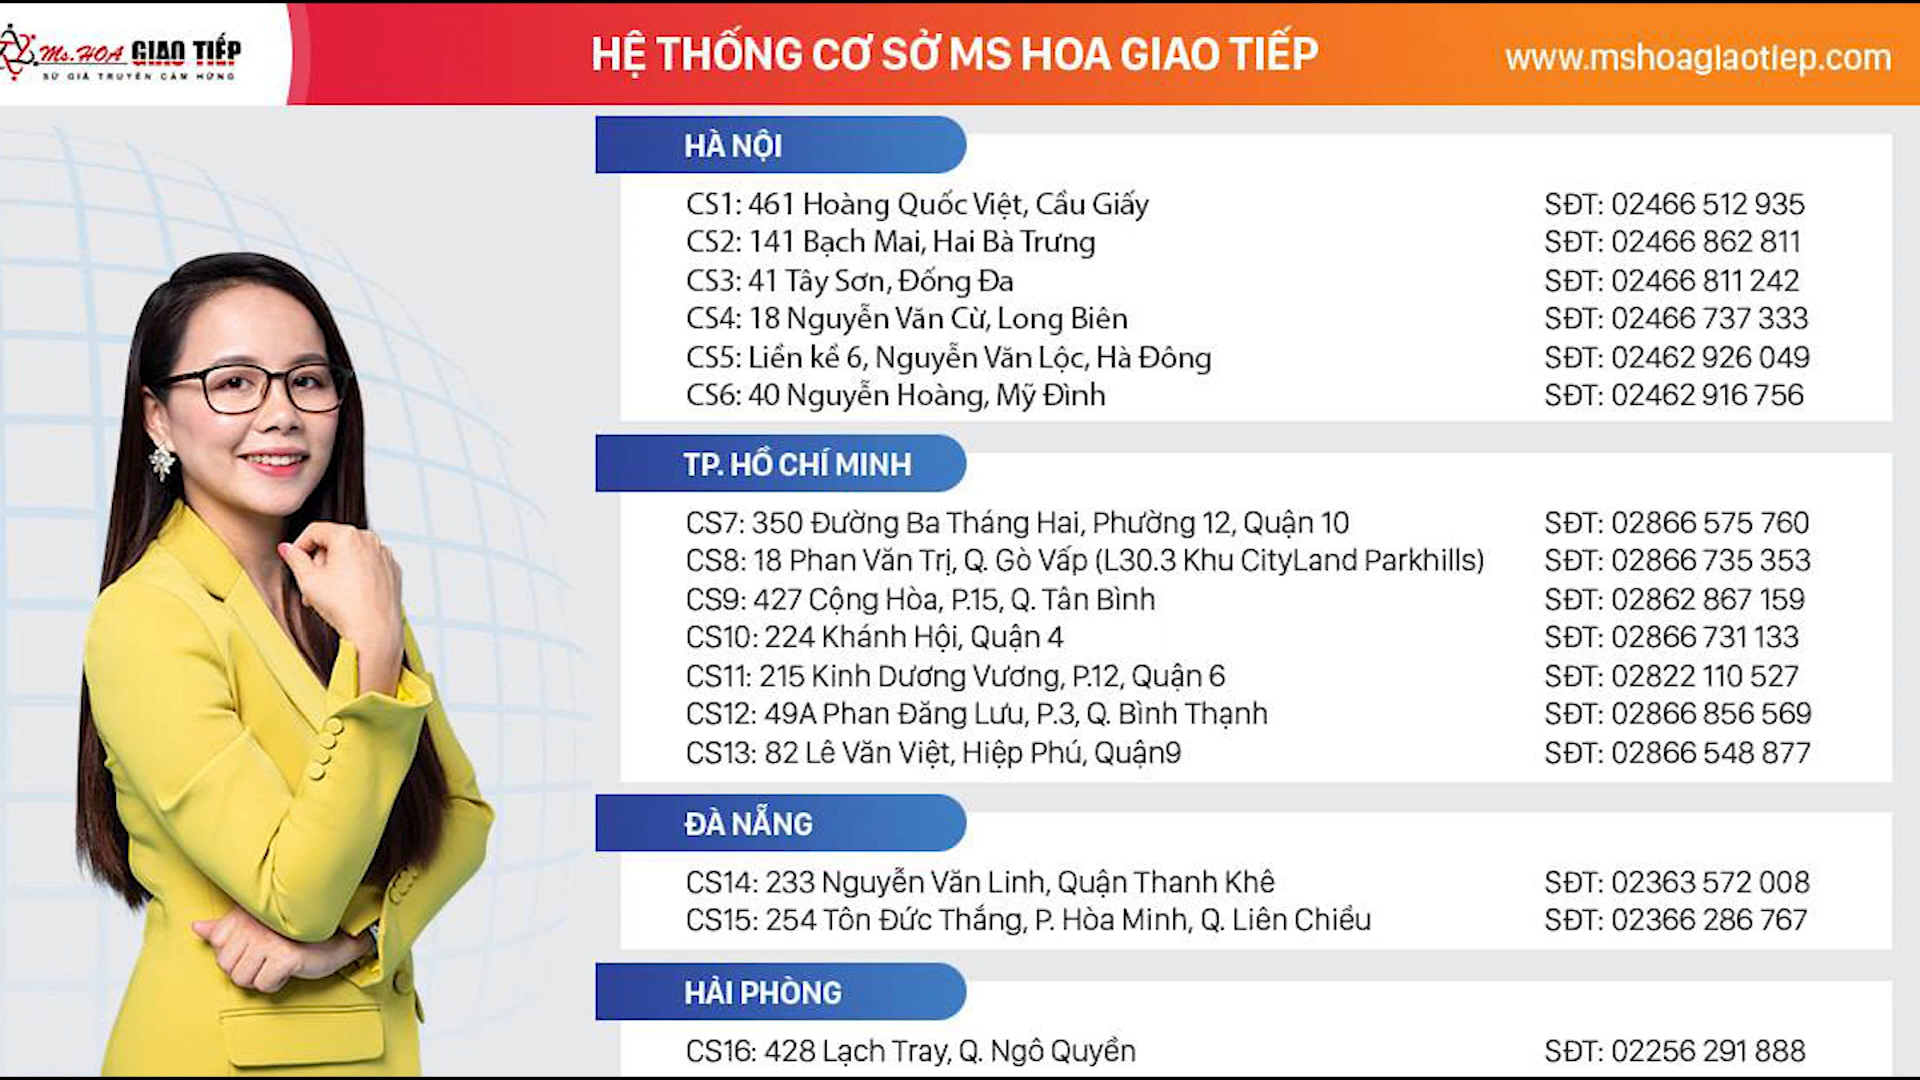 Ms.HOA GIAO TIẾP
SỨ GIẢ TRUYỀN CẢM HỨNG
HỆ THỐNG CƠ SỞ MS HOA GIAO TIẾP
www.mshoagiaotiep.com
HÀ NỘI
CS1: 461 Hoàng Quốc Việt, Cầu Giấy SĐT: 02466 512 935
CS2: 141 Bạch Mai, Hai Bà Trưng SĐT: 02466 862 811
CS3: 41 Tây Sơn, Đống Đa SĐT: 02466 811 242
CS4: 18 Nguyễn Văn Cừ, Long Biên SĐT: 02466 737 333
CS5: Liền kề 6, Nguyễn Văn Lộc, Hà Đông SĐT: 02462 926 049
CS6: 40 Nguyễn Hoàng, Mỹ Đình SĐT: 02462 916 756
TP. HỒ CHÍ MINH
CS7: 350 Đường Ba Tháng Hai, Phường 12, Quận 10 SĐT: 02866 575 760
CS8: 18 Phan Văn Trị, Q. Gò Vấp (L30.3 Khu CityLand Parkhills) SĐT: 02866 735 353
CS9: 427 Cộng Hòa, P.15, Q. Tân Bình SĐT: 02862 867 159
CS10: 224 Khánh Hội, Quận 4 SĐT: 02866 731 133
CS11: 215 Kinh Dương Vương, P.12, Quận 6 SĐT: 02822 110 527
CS12: 49A Phan Đăng Lưu, P.3, Q. Bình Thạnh SĐT: 02866 856 569
CS13: 82 Lê Văn Việt, Hiệp Phú, Quận9 SĐT: 02866 548 877
ĐÀ NẴNG
CS14: 233 Nguyễn Văn Linh, Quận Thanh Khê SĐT: 02363 572 008
CS15: 254 Tôn Đức Thắng, P. Hòa Minh, Q. Liên Chiểu SĐT: 02366 286 767
HẢI PHÒNG
CS16: 428 Lạch Tray, Q. Ngô Quyền SĐT: 02256 291 888